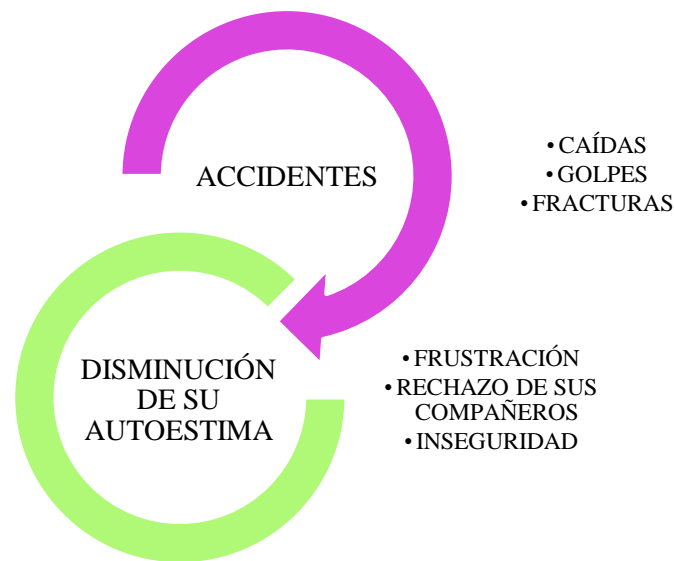 ACCIDENTES
• CAÍDAS
• GOLPES
• FRACTURAS
DISMINUCIÓN
DE SU
AUTOESTIMA
• FRUSTRACIÓN
• RECHAZO DE SUS
COMPAÑEROS
• INSEGURIDAD